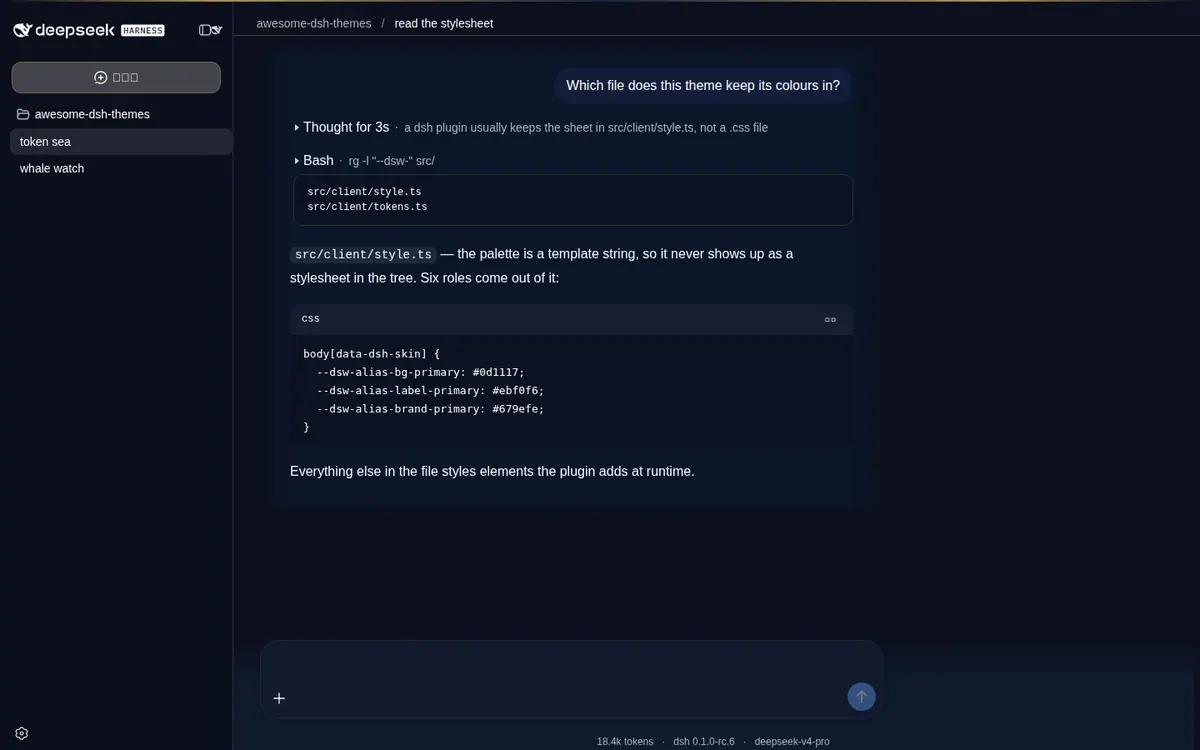 deepseek HARNESS
awesome-dsh-themes / read the stylesheet
awesome-dsh-themes
token sea
whale watch
Which file does this theme keep its colours in?
Thought for 3s · a dsh plugin usually keeps the sheet in src/client/style.ts, not a .css file
Bash · rg -l "--dsw-" src/
src/client/style.ts
src/client/tokens.ts
src/client/style.ts — the palette is a template string, so it never shows up as a
stylesheet in the tree. Six roles come out of it:
css
body[data-dsh-skin] {
--dsw-alias-bg-primary: #0d1117;
--dsw-alias-label-primary: #ebf0f6;
--dsw-alias-brand-primary: #679efe;
}
Everything else in the file styles elements the plugin adds at runtime.
18.4k tokens · dsh 0.1.0-rc.6 · deepseek-v4-pro